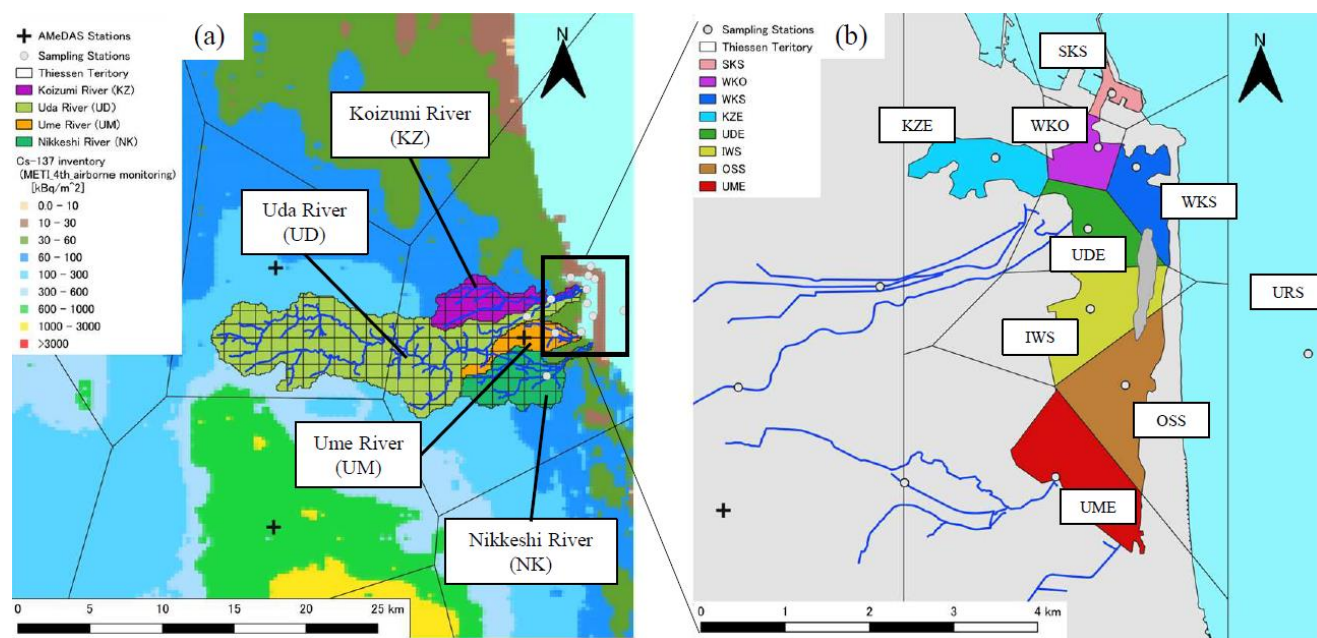 (a)
AMeDAS Stations
Sampling Stations
Thiessen Teritory
Koizumi River (KZ)
Uda River (UD)
Ume River (UM)
Nikkeshi River (NK)
Cs-137 inventory
(METI_4th_airborne monitoring)
[kBq/m^2]
0.0 - 10
10 - 30
30 - 60
60 - 100
100 - 300
300 - 600
600 - 1000
1000 - 3000
>3000
N
Koizumi River
(KZ)
Uda River
(UD)
Ume River
(UM)
Nikkeshi River
(NK)
0 5 10 15 20 25 km
(b)
Sampling Stations
Thiessen Teritory
SKS
WKO
WKS
KZE
UDE
IWS
OSS
UME
N
SKS
KZE
WKO
WKS
UDE
URS
IWS
OSS
UME
0 1 2 3 4 km